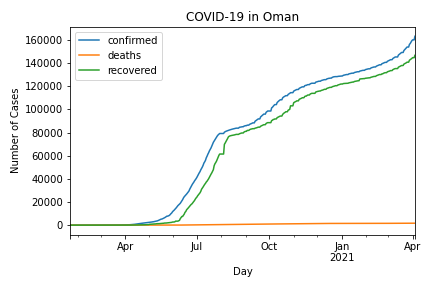 COVID-19 in Oman
confirmed
deaths
recovered
Number of Cases
160000
140000
120000
100000
80000
60000
40000
20000
0
Apr
Jul
Oct
Jan
2021
Apr
Day